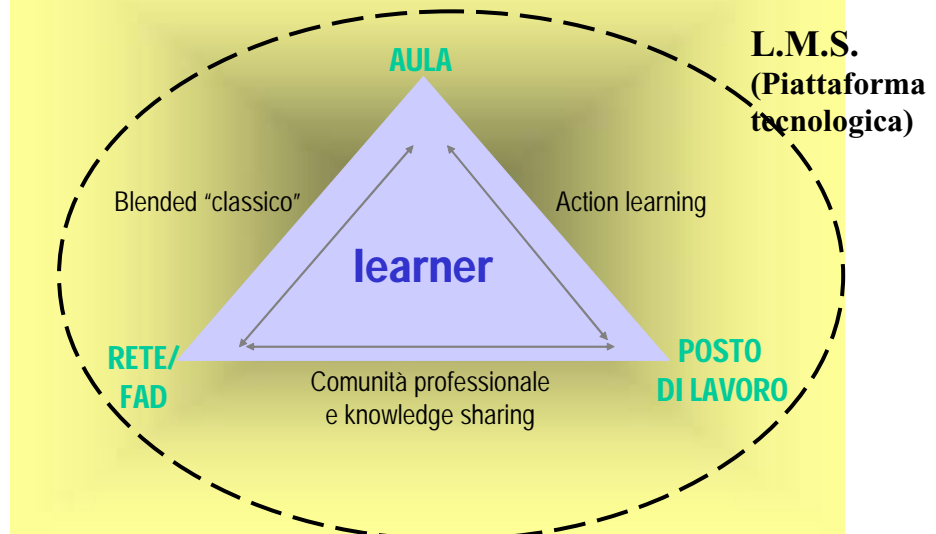 L.M.S.
(Piattaforma
tecnologica)
AULA
Blended “classico”
Action learning
learner
RETE/
FAD
POSTO
DI LAVORO
Comunità professionale
e knowledge sharing